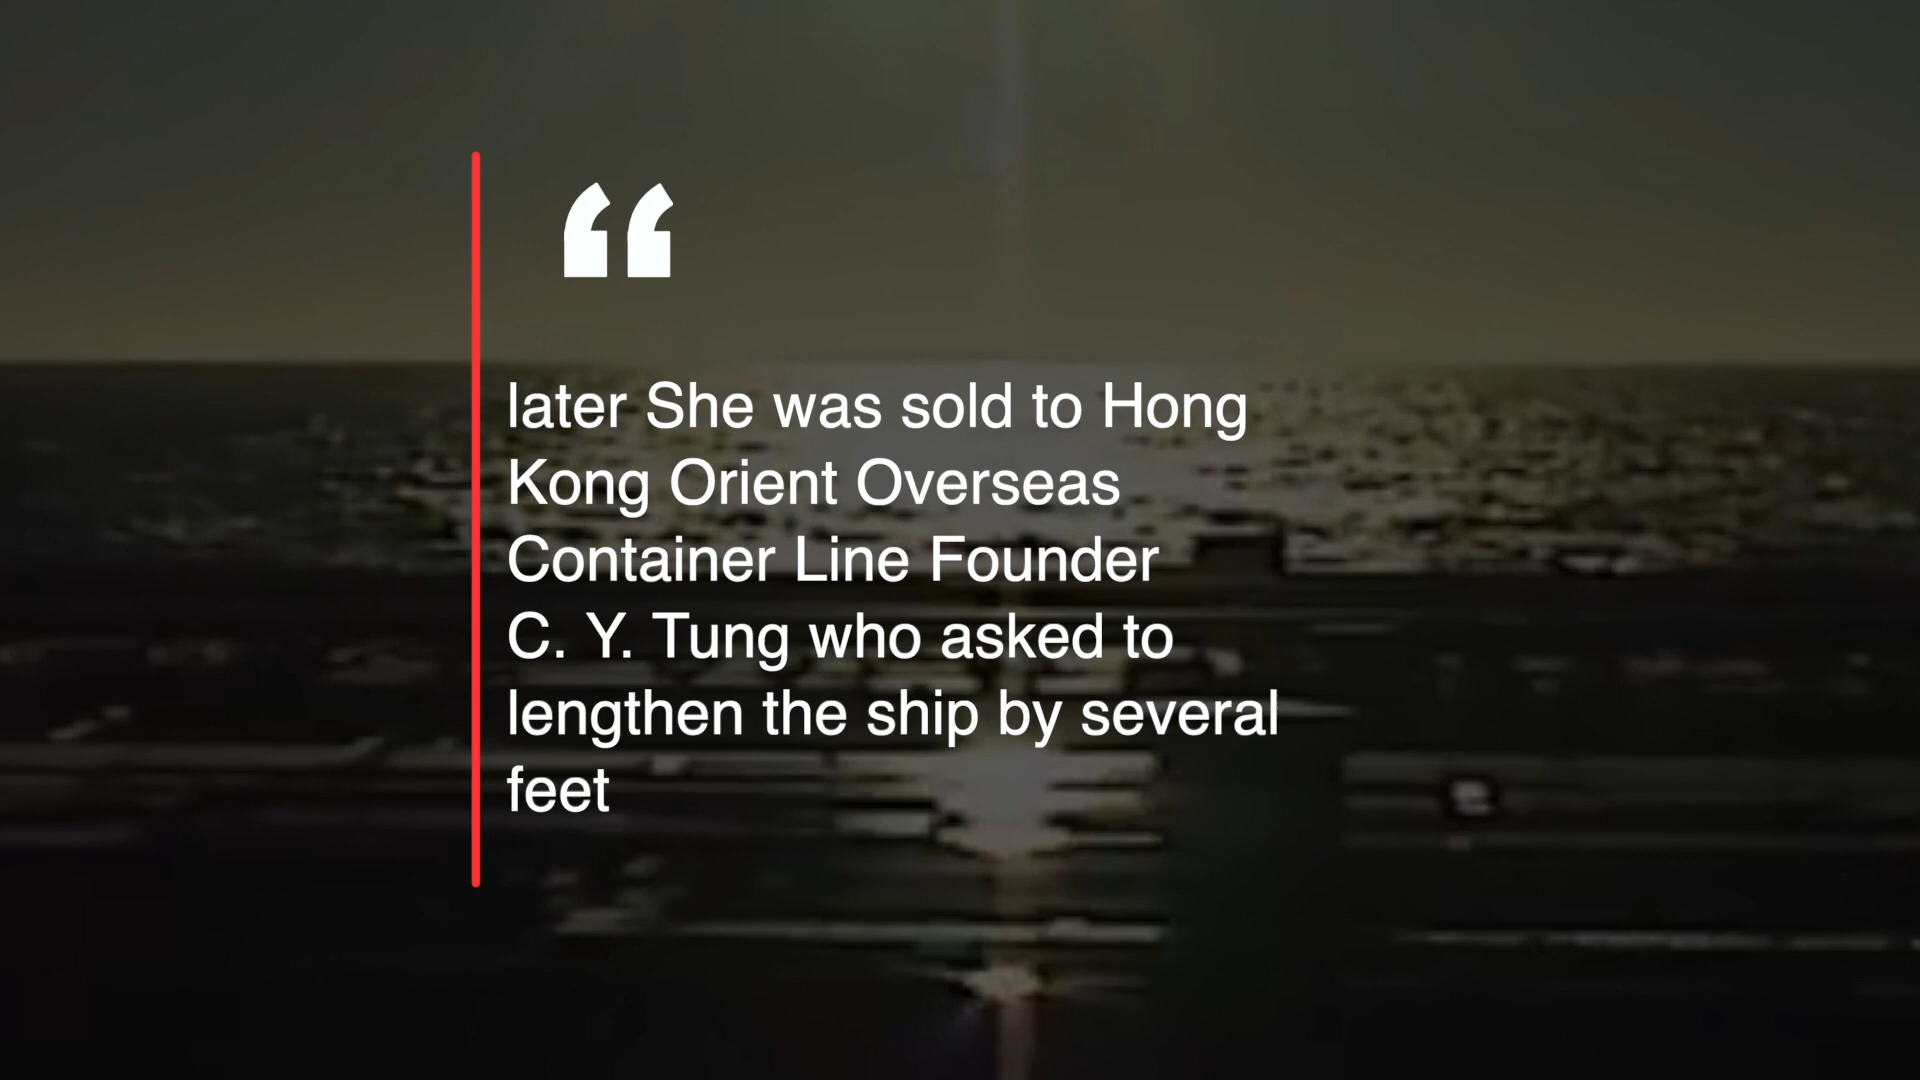 “
later She was sold to Hong
Kong Orient Overseas
Container Line Founder
C. Y. Tung who asked to
lengthen the ship by several
feet